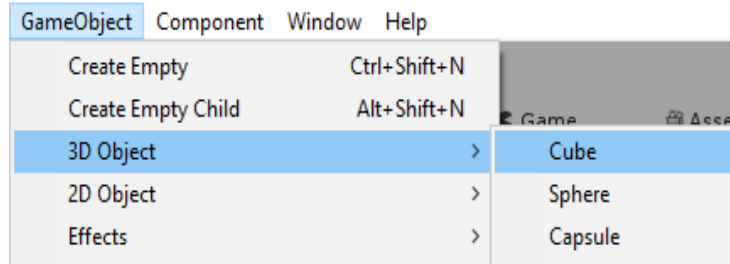 GameObject Component Window Help
Create Empty Ctrl+Shift+N
Create Empty Child Alt+Shift+N
Game
3D Object > Cube
2D Object > Sphere
Effects > Capsule